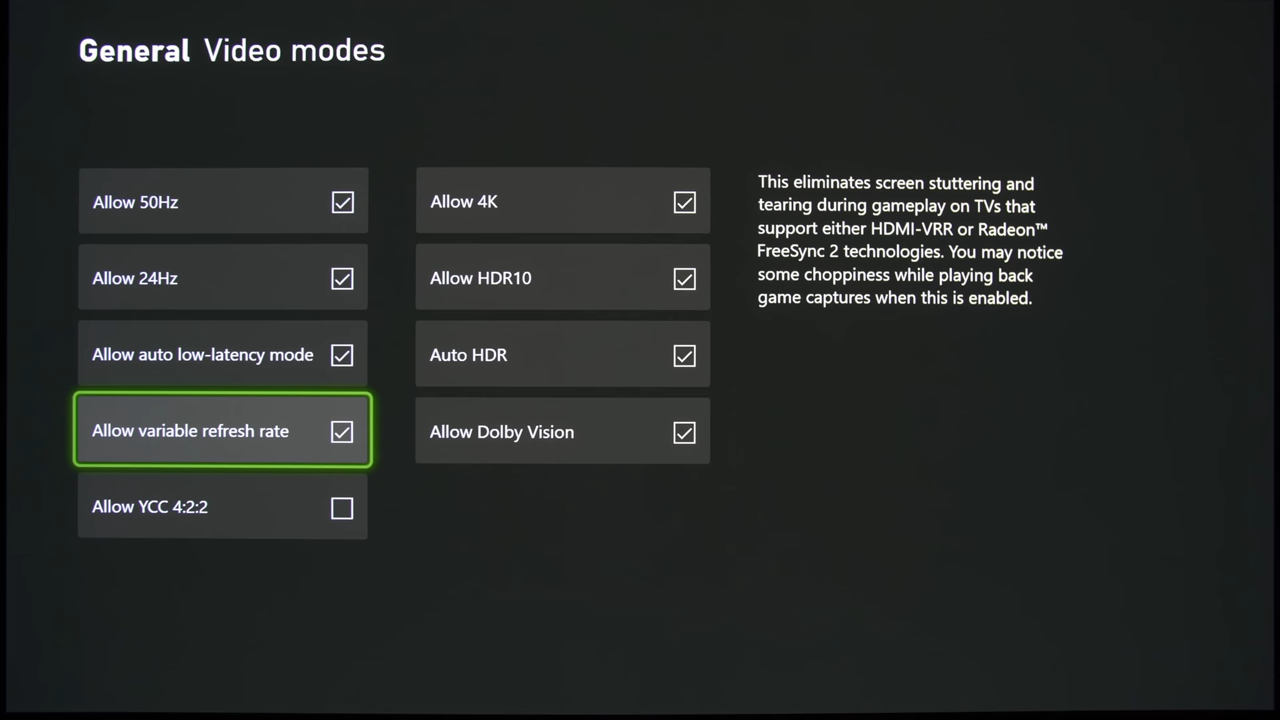 General Video modes
Allow 50Hz
Allow 24Hz
Allow auto low-latency mode
Allow variable refresh rate
Allow YCC 4:2:2
Allow 4K
Allow HDR10
Auto HDR
Allow Dolby Vision
This eliminates screen stuttering and
tearing during gameplay on TVs that
support either HDMI-VRR or Radeon™
FreeSync 2 technologies. You may notice
some choppiness while playing back
game captures when this is enabled.